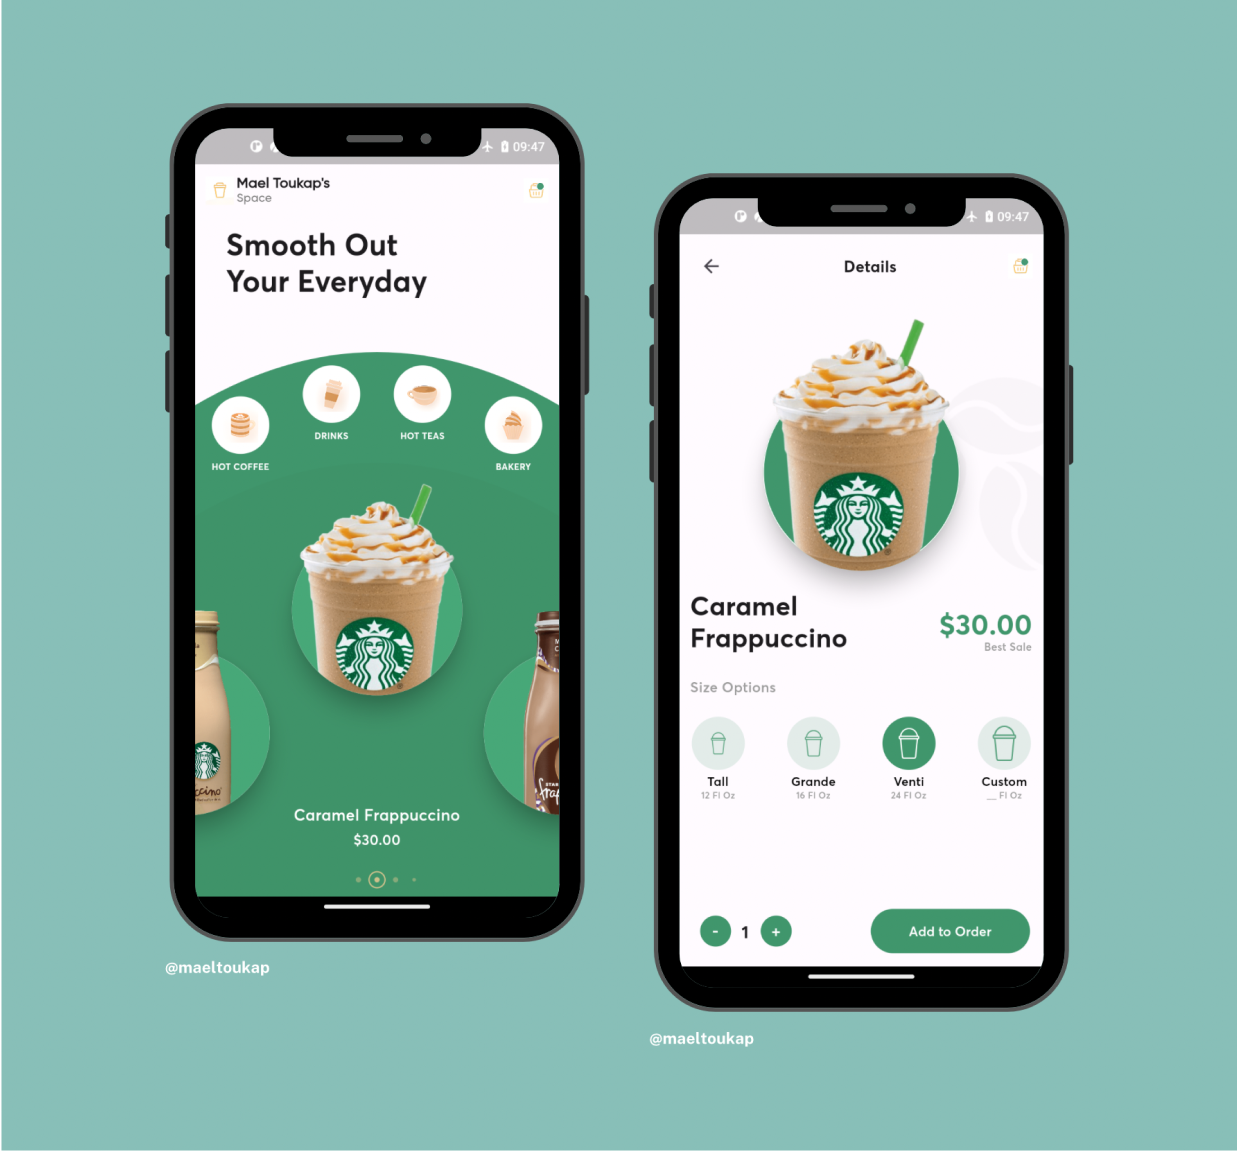 09:47
Mael Toukap's
Space
Smooth Out
Your Everyday
HOT COFFEE
DRINKS
HOT TEAS
BAKERY
Caramel Frappuccino
$30.00
@maeltoukap
09:47
Details
Caramel
Frappuccino
$30.00
Best Sale
Size Options
Tall
12 Fl Oz
Grande
16 Fl Oz
Venti
24 Fl Oz
Custom
__ Fl Oz
- 1 +
Add to Order
@maeltoukap